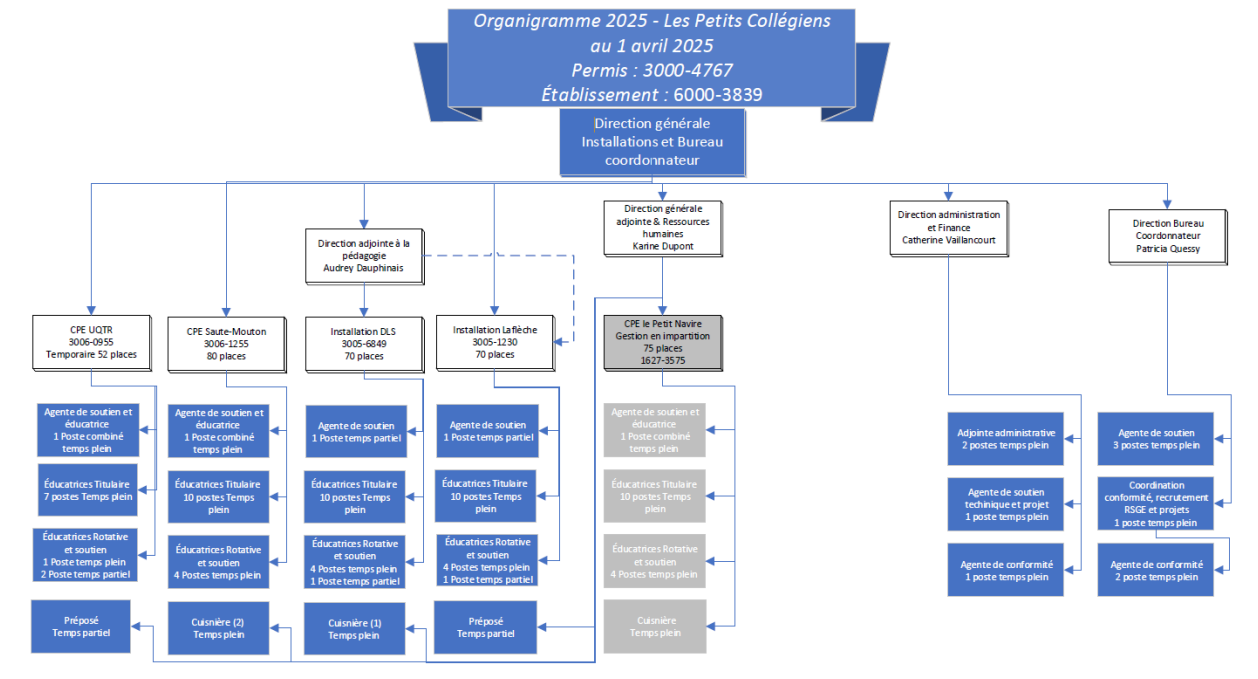 Organigramme 2025 - Les Petits Collégiens
au 1 avril 2025
Permis : 3000-4767
Établissement : 6000-3839
Direction générale
Installations et Bureau
coordonnateur
Direction générale
adjointe & Ressources
humaines
Karine Dupont
Direction administration
et Finance
Catherine Vaillancourt
Direction Bureau
Coordonnateur
Patricia Quessy
Direction adjointe à la
pédagogie
Audrey Dauphinais
CPE UQTR
3006-0955
Temporaire 52 places
CPE Saute-Mouton
3006-1255
80 places
Installation DLS
3005-6849
70 places
Installation Laflèche
3005-1230
70 places
CPE le Petit Navire
Gestion en impartition
75 places
1627-3575
Agente de soutien et
éducatrice
1 Poste combiné
temps plein
Agente de soutien et
éducatrice
1 Poste combiné
temps plein
Agente de soutien
1 Poste temps partiel
Agente de soutien
1 Poste temps partiel
Agente de soutien et
éducatrice
1 Poste combiné
temps plein
Adjointe administrative
2 postes temps plein
Agente de soutien
3 postes temps plein
Éducatrices Titulaire
7 postes Temps plein
Éducatrices Titulaire
10 postes Temps
plein
Éducatrices Titulaire
10 postes Temps
plein
Éducatrices Titulaire
10 postes Temps
plein
Éducatrices Titulaire
10 postes Temps
plein
Agente de soutien
techinique et projet
1 poste temps plein
Coordination
conformité, recrutement
RSGE et projets
1 poste temps plein
Éducatrices Rotative
et soutien
1 Poste temps plein
2 Poste temps partiel
Éducatrices Rotative
et soutien
4 Postes temps plein
Éducatrices Rotative
et soutien
4 Postes temps plein
1 Poste temps partiel
Éducatrices Rotative
et soutien
4 Postes temps plein
1 Poste temps partiel
Éducatrices Rotative
et soutien
4 Postes temps plein
Agente de conformité
1 poste temps plein
Agente de conformité
2 poste temps plein
Préposé
Temps partiel
Cuisnière (2)
Temps plein
Cuisnière (1)
Temps plein
Préposé
Temps partiel
Cuisnière
Temps plein